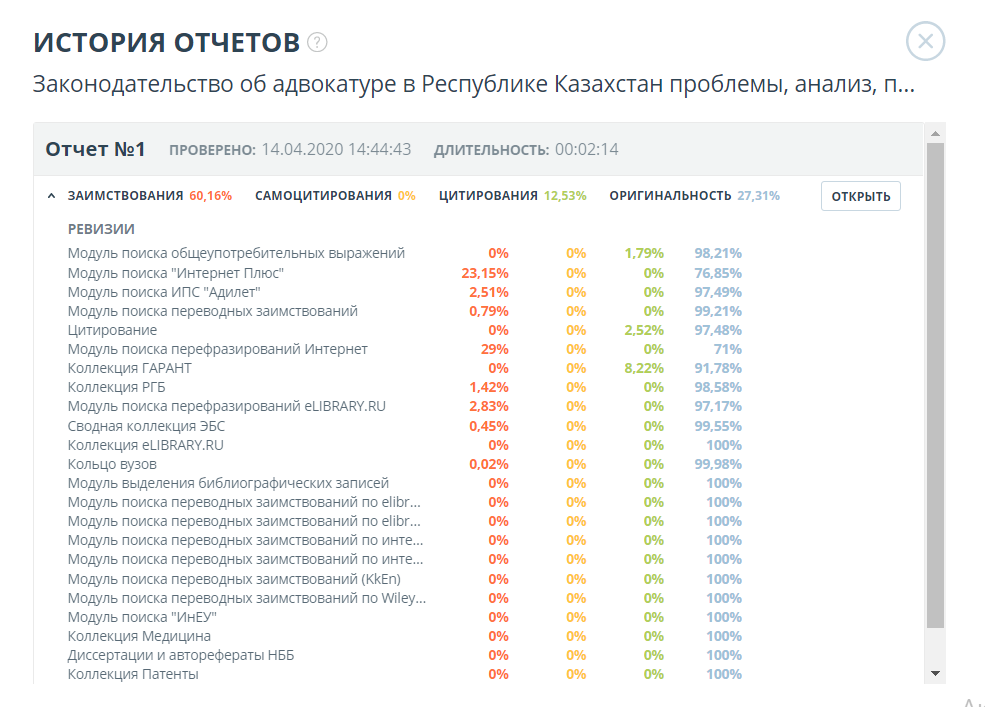 ИСТОРИЯ ОТЧЕТОВ ?
Законодательство об адвокатуре в Республике Казахстан проблемы, анализ, п...
Отчет №1 ПРОВЕРЕНО: 14.04.2020 14:44:43 ДЛИТЕЛЬНОСТЬ: 00:02:14
ЗАИМСТВОВАНИЯ 60,16% САМОЦИТИРОВАНИЯ 0% ЦИТИРОВАНИЯ 12,53% ОРИГИНАЛЬНОСТЬ 27,31% ОТКРЫТЬ
РЕВИЗИИ
Модуль поиска общеупотребительных выражений 0% 0% 1,79% 98,21%
Модуль поиска "Интернет Плюс" 23,15% 0% 0% 76,85%
Модуль поиска ИПС "Адилет" 2,51% 0% 0% 97,49%
Модуль поиска переводных заимствований 0,79% 0% 0% 99,21%
Цитирование 0% 0% 2,52% 97,48%
Модуль поиска перефразирований Интернет 29% 0% 0% 71%
Коллекция ГАРАНТ 0% 0% 8,22% 91,78%
Коллекция РГБ 1,42% 0% 0% 98,58%
Модуль поиска перефразирований eLIBRARY.RU 2,83% 0% 0% 97,17%
Сводная коллекция ЭБС 0,45% 0% 0% 99,55%
Коллекция eLIBRARY.RU 0% 0% 0% 100%
Кольцо вузов 0,02% 0% 0% 99,98%
Модуль выделения библиографических записей 0% 0% 0% 100%
Модуль поиска переводных заимствований по elibr... 0% 0% 0% 100%
Модуль поиска переводных заимствований по elibr... 0% 0% 0% 100%
Модуль поиска переводных заимствований по инте... 0% 0% 0% 100%
Модуль поиска переводных заимствований по инте... 0% 0% 0% 100%
Модуль поиска переводных заимствований (KkEn) 0% 0% 0% 100%
Модуль поиска переводных заимствований по Wiley... 0% 0% 0% 100%
Модуль поиска "ИнЕУ" 0% 0% 0% 100%
Коллекция Медицина 0% 0% 0% 100%
Диссертации и авторефераты НББ 0% 0% 0% 100%
Коллекция Патенты 0% 0% 0% 100%